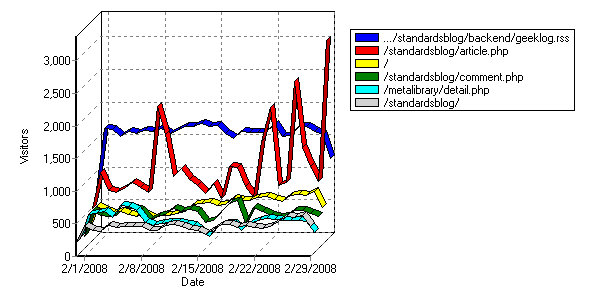 .../standardsblog/backend/geeklog.rss
/standardsblog/article.php
/
/standardsblog/comment.php
/metalibrary/detail.php
/standardsblog/
Visitors
3,000
2,500
2,000
1,500
1,000
500
0
2/1/2008 2/8/2008 2/15/2008 2/22/2008 2/29/2008
Date